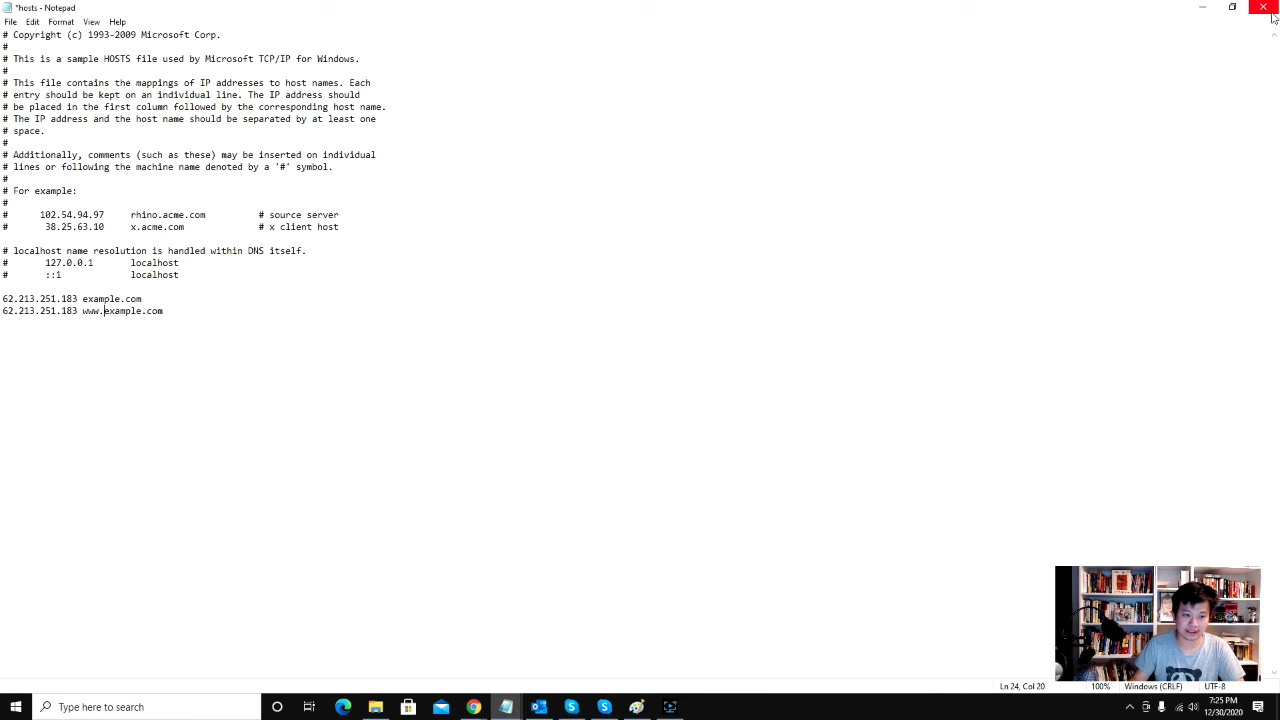 *hosts - Notepad
File Edit Format View Help
# Copyright (c) 1993-2009 Microsoft Corp.
#
# This is a sample HOSTS file used by Microsoft TCP/IP for Windows.
#
# This file contains the mappings of IP addresses to host names. Each
# entry should be kept on an individual line. The IP address should
# be placed in the first column followed by the corresponding host name.
# The IP address and the host name should be separated by at least one
# space.
#
# Additionally, comments (such as these) may be inserted on individual
# lines or following the machine name denoted by a '#' symbol.
#
# For example:
#
#      102.54.94.97     rhino.acme.com          # source server
#       38.25.63.10     x.acme.com              # x client host

# localhost name resolution is handled within DNS itself.
#       127.0.0.1       localhost
#       ::1             localhost

62.213.251.183 example.com
62.213.251.183 www.example.com
Ln 24, Col 20 100% Windows (CRLF) UTF-8
Type here to search
7:25 PM
12/30/2020